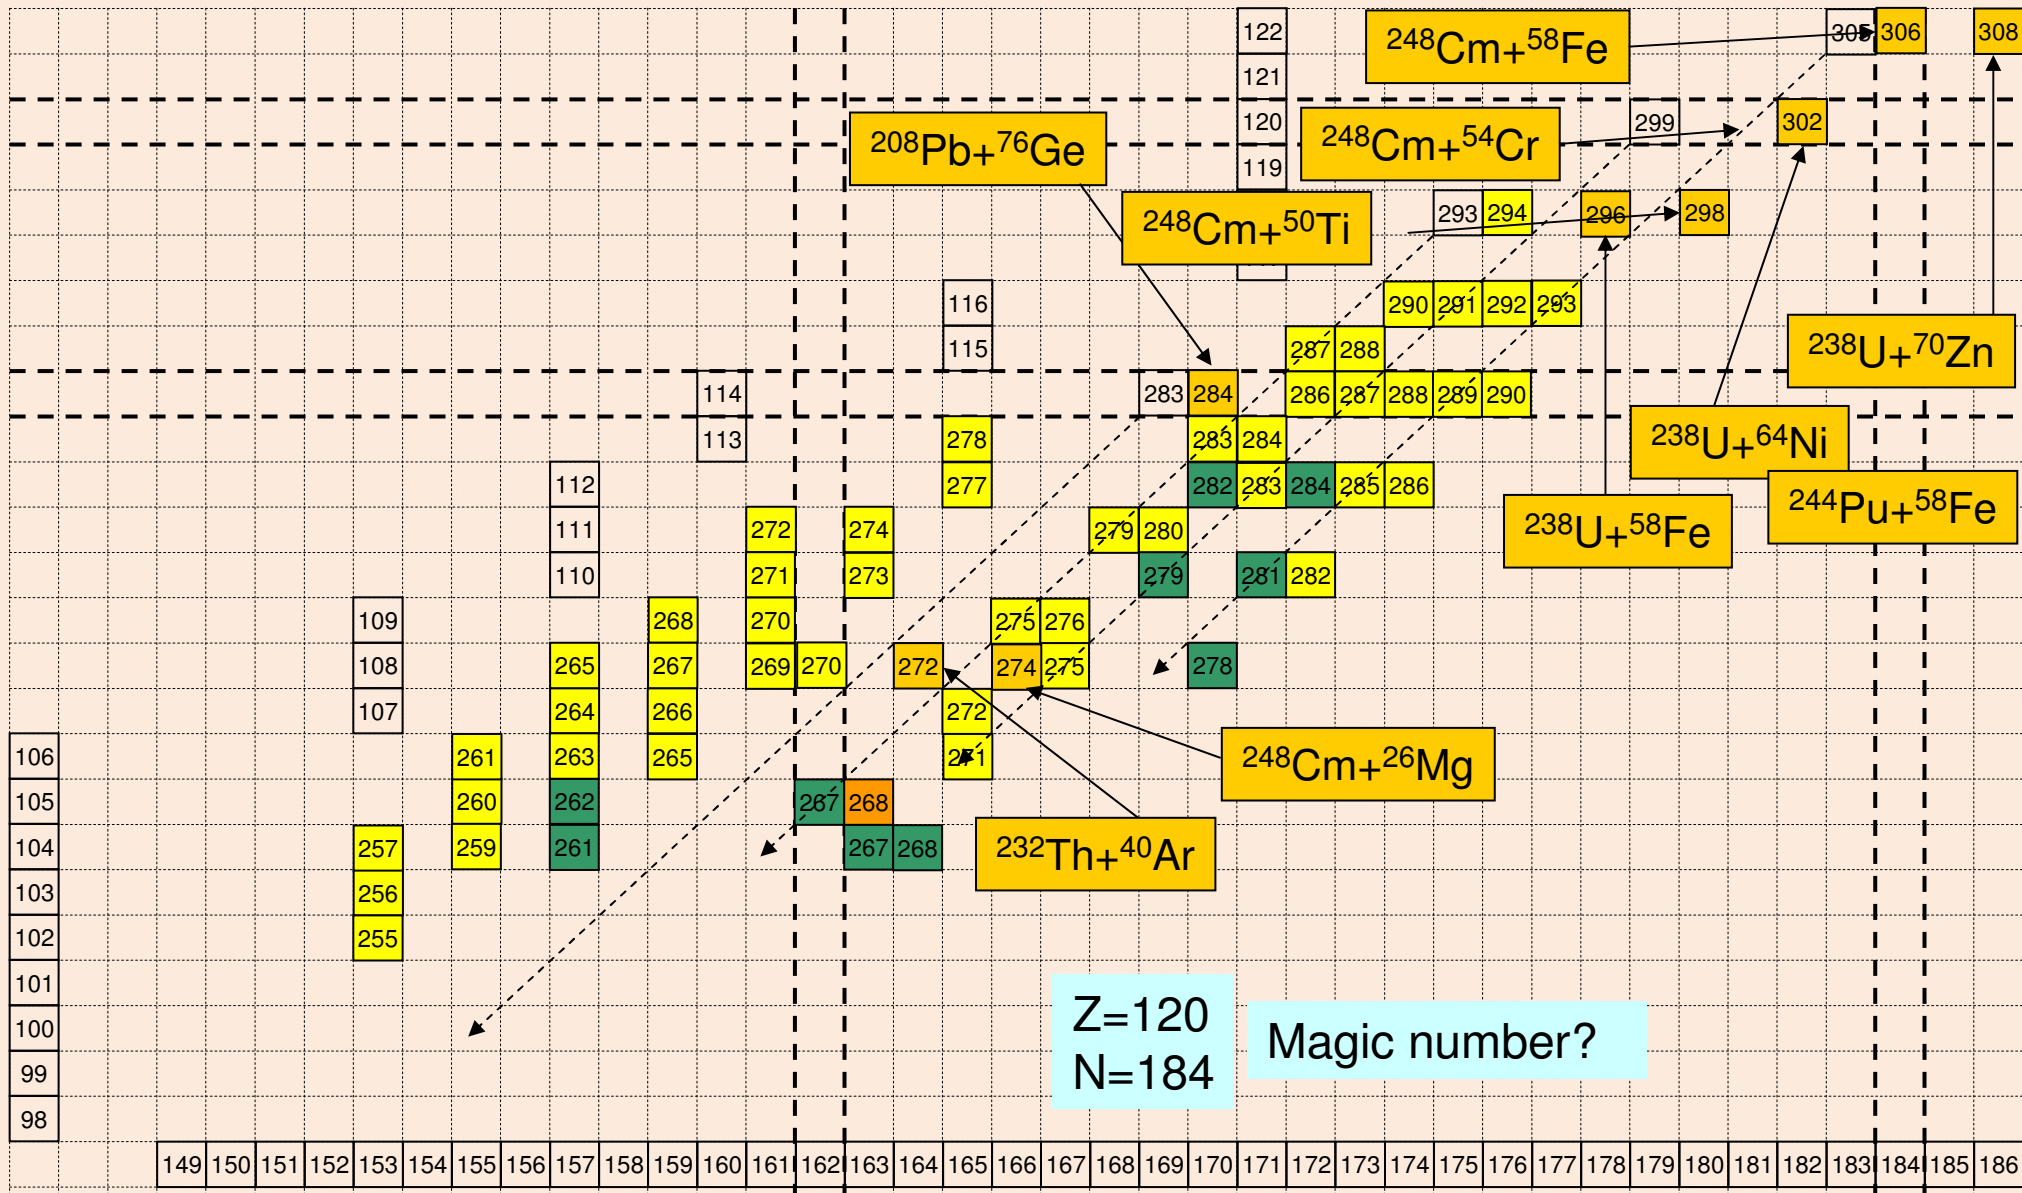 122 ²⁴⁸Cm+⁵⁸Fe 305 306 308
121
²⁰⁸Pb+⁷⁶Ge 120 ²⁴⁸Cm+⁵⁴Cr 299 302
119
²⁴⁸Cm+⁵⁰Ti 293 294 296 298
116 290 291 292 293
115 287 288 ²³⁸U+⁷⁰Zn
114 283 284 286 287 288 289 290
113 278 283 284 ²³⁸U+⁶⁴Ni
112 277 282 283 284 285 286
²⁴⁴Pu+⁵⁸Fe
111 272 274 279 280 ²³⁸U+⁵⁸Fe
110 271 273 279 281 282
109 268 270 275 276
108 265 267 269 270 272 274 275 278
107 264 266 272
106 261 263 265 271 ²⁴⁸Cm+²⁶Mg
105 260 262 267 268
104 257 259 261 267 268 ²³²Th+⁴⁰Ar
103 256
102 255
101
100
99
98
Z=120
N=184
Magic number?
149 150 151 152 153 154 155 156 157 158 159 160 161 162 163 164 165 166 167 168 169 170 171 172 173 174 175 176 177 178 179 180 181 182 183 184 185 186